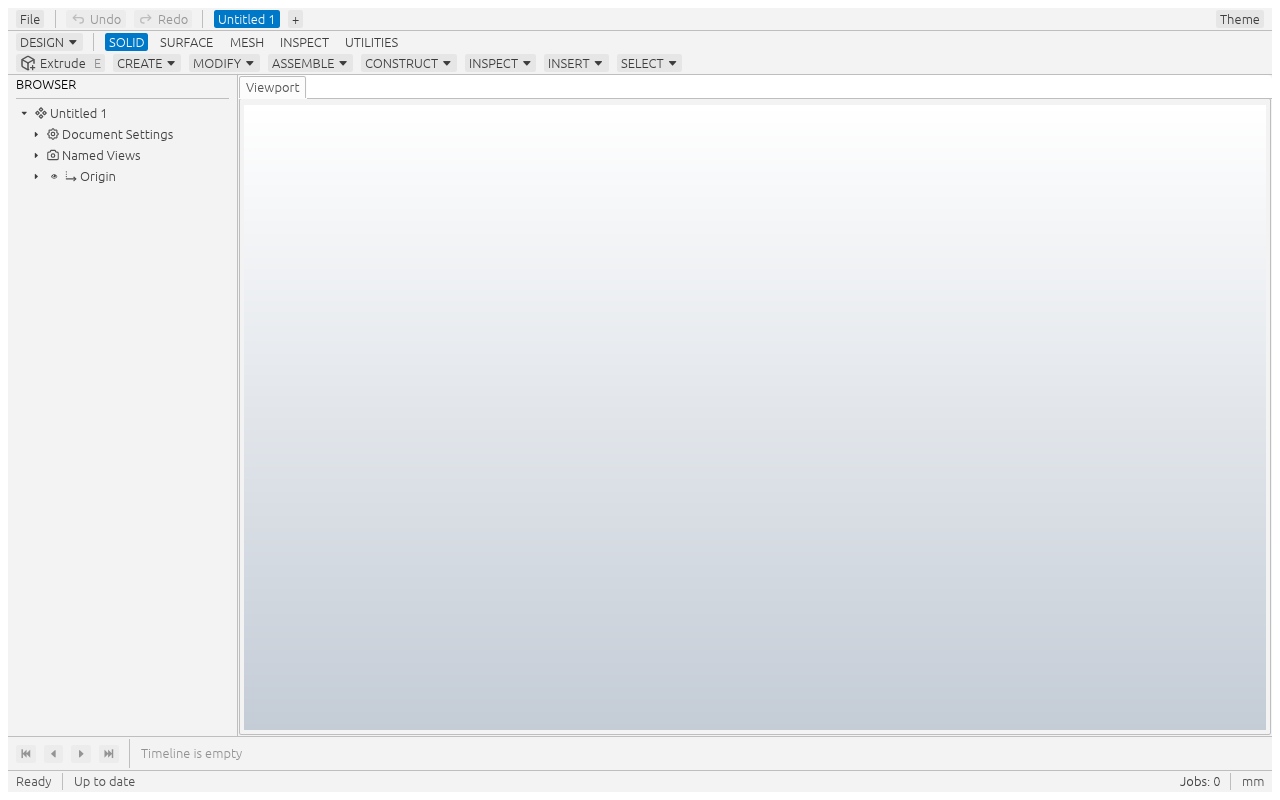 File Undo Redo Untitled 1 + Theme
DESIGN SOLID SURFACE MESH INSPECT UTILITIES
Extrude E CREATE MODIFY ASSEMBLE CONSTRUCT INSPECT INSERT SELECT
BROWSER
Viewport
Untitled 1
Document Settings
Named Views
Origin
Timeline is empty
Ready Up to date Jobs: 0 mm